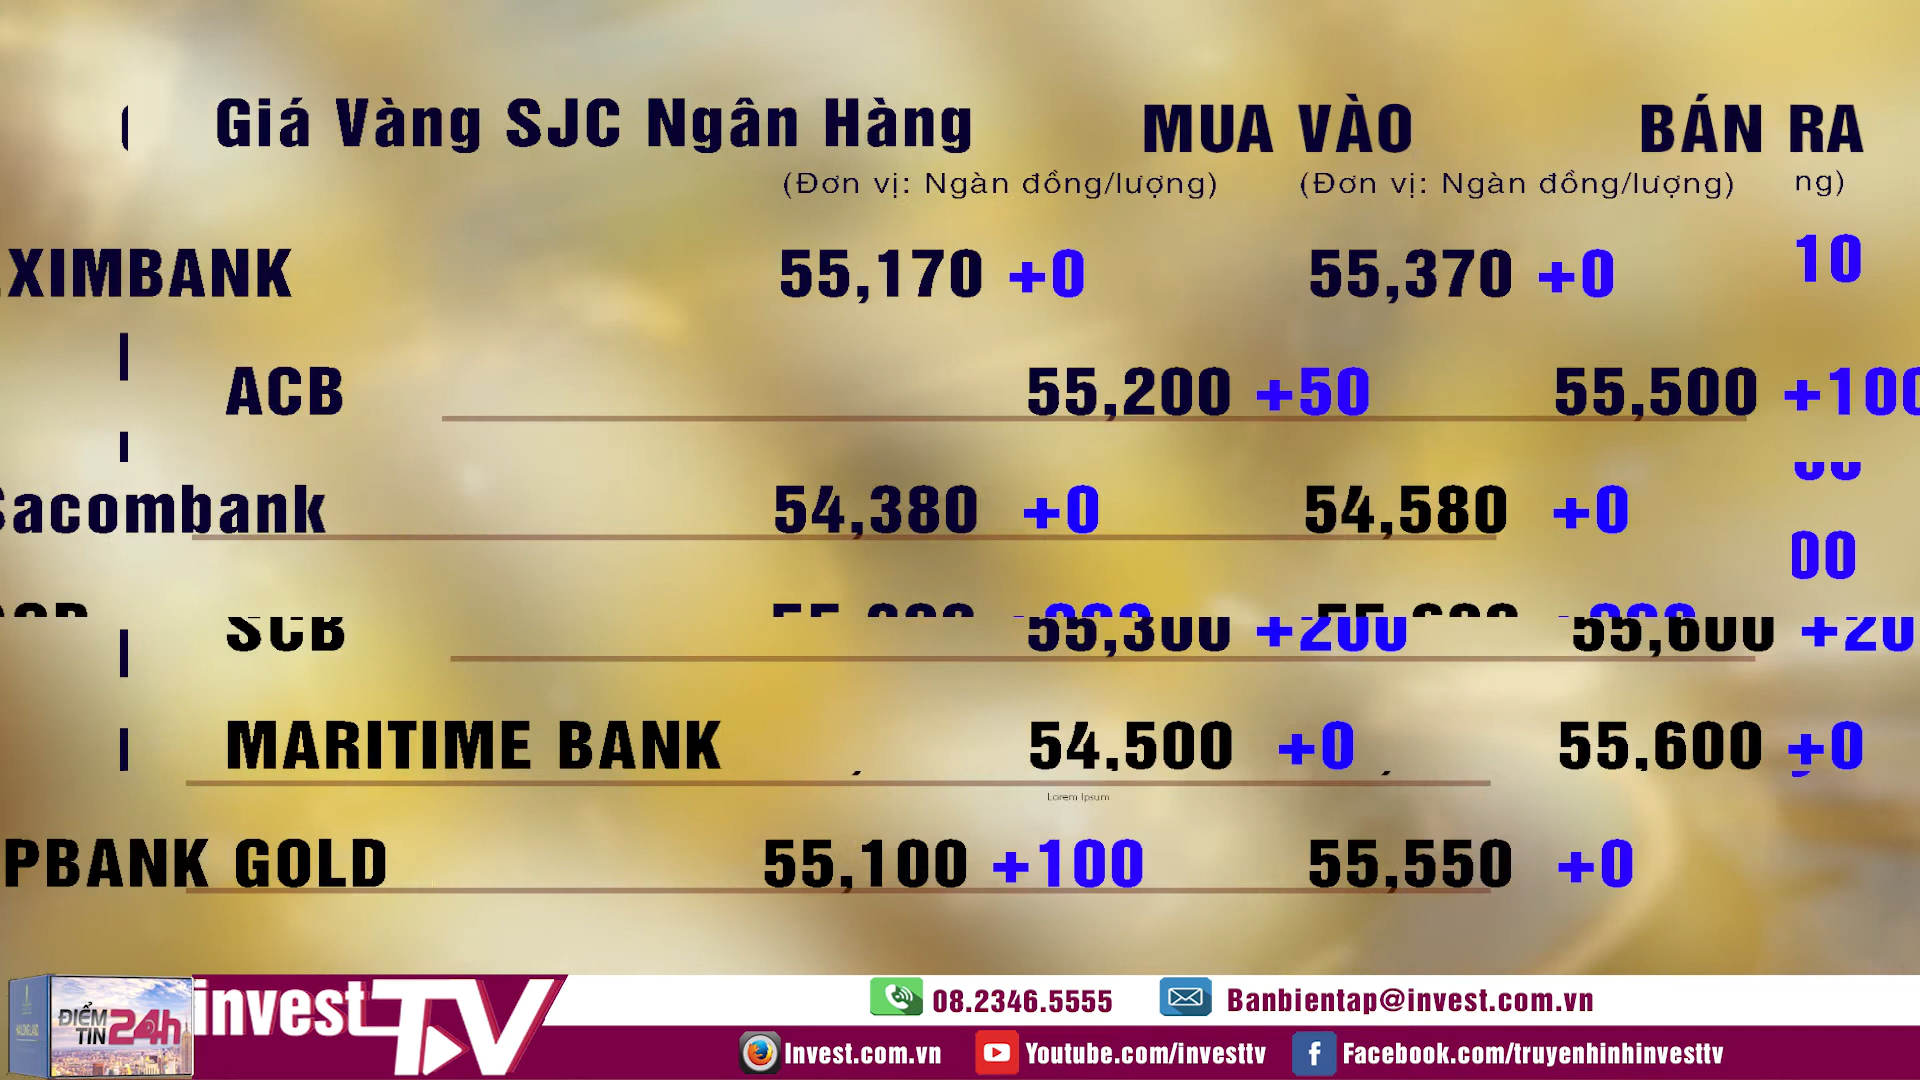 Giá Vàng SJC Ngân Hàng MUA VÀO BÁN RA
(Đơn vị: Ngàn đồng/lượng) (Đơn vị: Ngàn đồng/lượng) ng)
XIMBANK 55,170 +0 55,370 +0 10
ACB 55,200 +50 55,500 +100
Sacombank 54,380 +0 54,580 +0
00
SCB 55,300 +200 55,600 +20
MARITIME BANK 54,500 +0 55,600 +0
Lorem Ipsum
PBANK GOLD 55,100 +100 55,550 +0
ĐIỂM TIN 24h
invest TV
08.2346.5555 Banbientap@invest.com.vn
Invest.com.vn Youtube.com/investtv Facebook.com/truyenhinhinvesttv